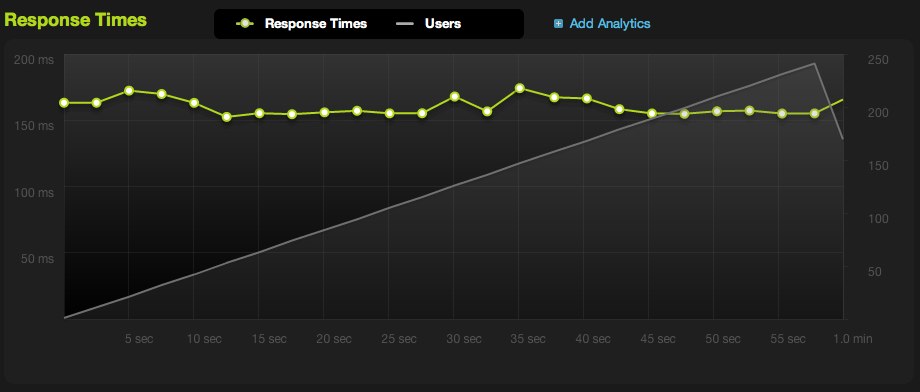 Response Times
Response Times Users
Add Analytics
200 ms 250
150 ms 200
150
100 ms
100
50 ms
50
5 sec 10 sec 15 sec 20 sec 25 sec 30 sec 35 sec 40 sec 45 sec 50 sec 55 sec 1.0 min